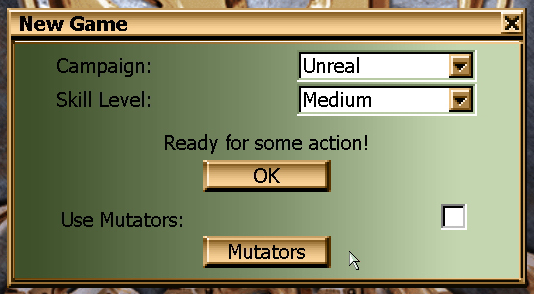 New Game
Campaign: Unreal
Skill Level: Medium
Ready for some action!
OK
Use Mutators:
Mutators